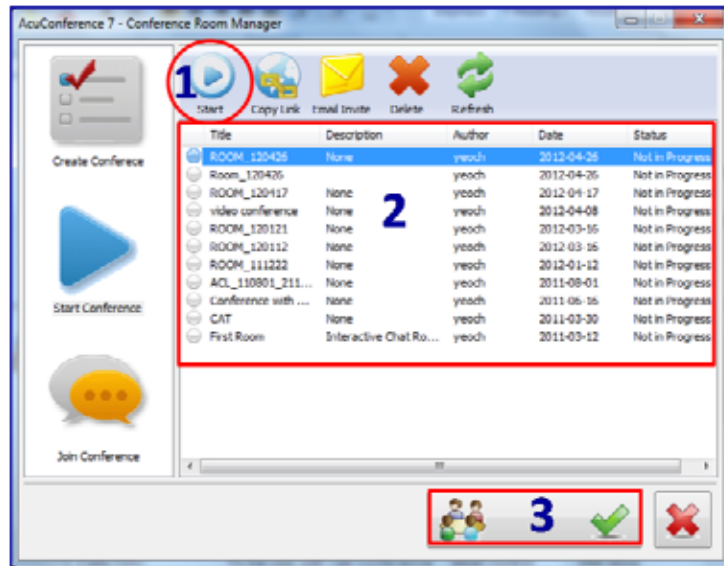 AcuConference 7 - Conference Room Manager
1
Start Copy Link Email Invite Delete Refresh
Title Description Author Date Status
ROOM_120426 None yeoch 2012-04-26 Not in Progress
Room_120426 yeoch 2012-04-26 Not in Progress
ROOM_120417 None yeoch 2012-04-17 Not in Progress
video conference None yeoch 2012-04-08 Not in Progress
2
ROOM_120121 None yeoch 2012-03-16 Not in Progress
ROOM_120112 None yeoch 2012-03-16 Not in Progress
ROOM_111222 None yeoch 2012-01-12 Not in Progress
ACL_110801_211... None yeoch 2011-08-01 Not in Progress
Conference with ... None yeoch 2011-06-16 Not in Progress
CAT None yeoch 2011-03-30 Not in Progress
First Room Interactive Chat Ro... yeoch 2011-03-12 Not in Progress
Create Conferece
Start Conference
Join Conference
3